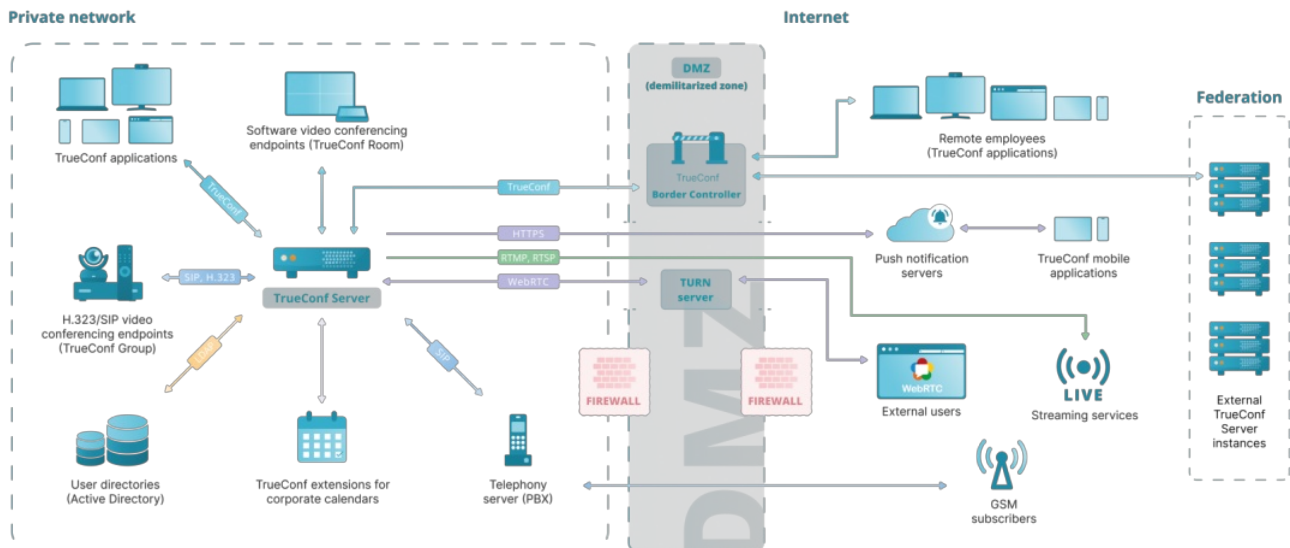 Private network
Internet
DMZ
(demilitarized zone)
Federation
TrueConf applications
Software video conferencing
endpoints (TrueConf Room)
Remote employees
(TrueConf applications)
TrueConf
TrueConf
TrueConf
Border Controller
HTTPS
RTMP, RTSP
WebRTC
Push notification
servers
TrueConf mobile
applications
SIP, H.323
TrueConf Server
TURN
server
H.323/SIP video
conferencing endpoints
(TrueConf Group)
LDAP
SIP
FIREWALL
FIREWALL
WebRTC
External users
LIVE
Streaming services
External
TrueConf
Server
instances
User directories
(Active Directory)
TrueConf extensions for
corporate calendars
Telephony
server (PBX)
GSM
subscribers
DMZ